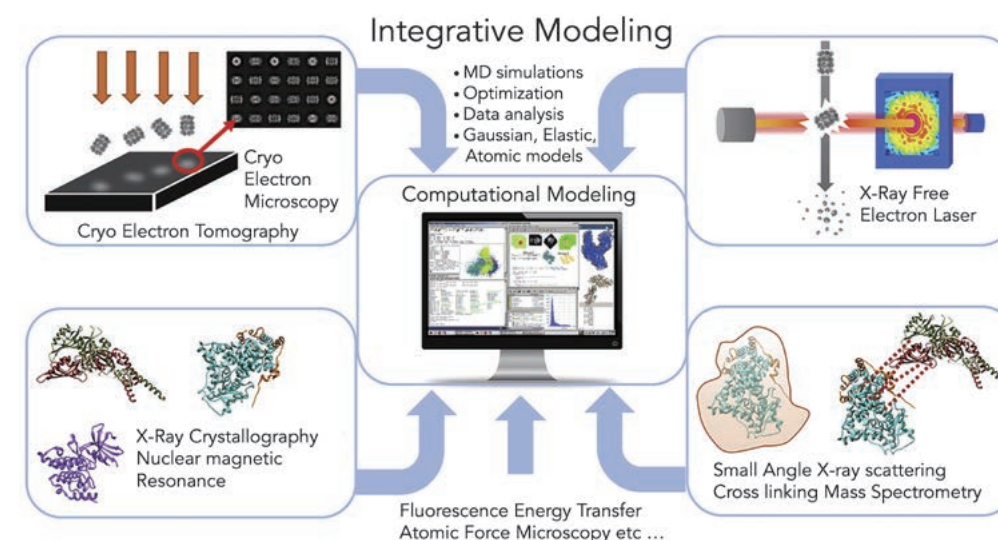 Integrative Modeling
• MD simulations
• Optimization
• Data analysis
• Gaussian, Elastic,
Atomic models
Cryo
Electron
Microscopy
Cryo Electron Tomography
X-Ray Free
Electron Laser
Computational Modeling
X-Ray Crystallography
Nuclear magnetic
Resonance
Small Angle X-ray scattering
Cross linking Mass Spectrometry
Fluorescence Energy Transfer
Atomic Force Microscopy etc ...